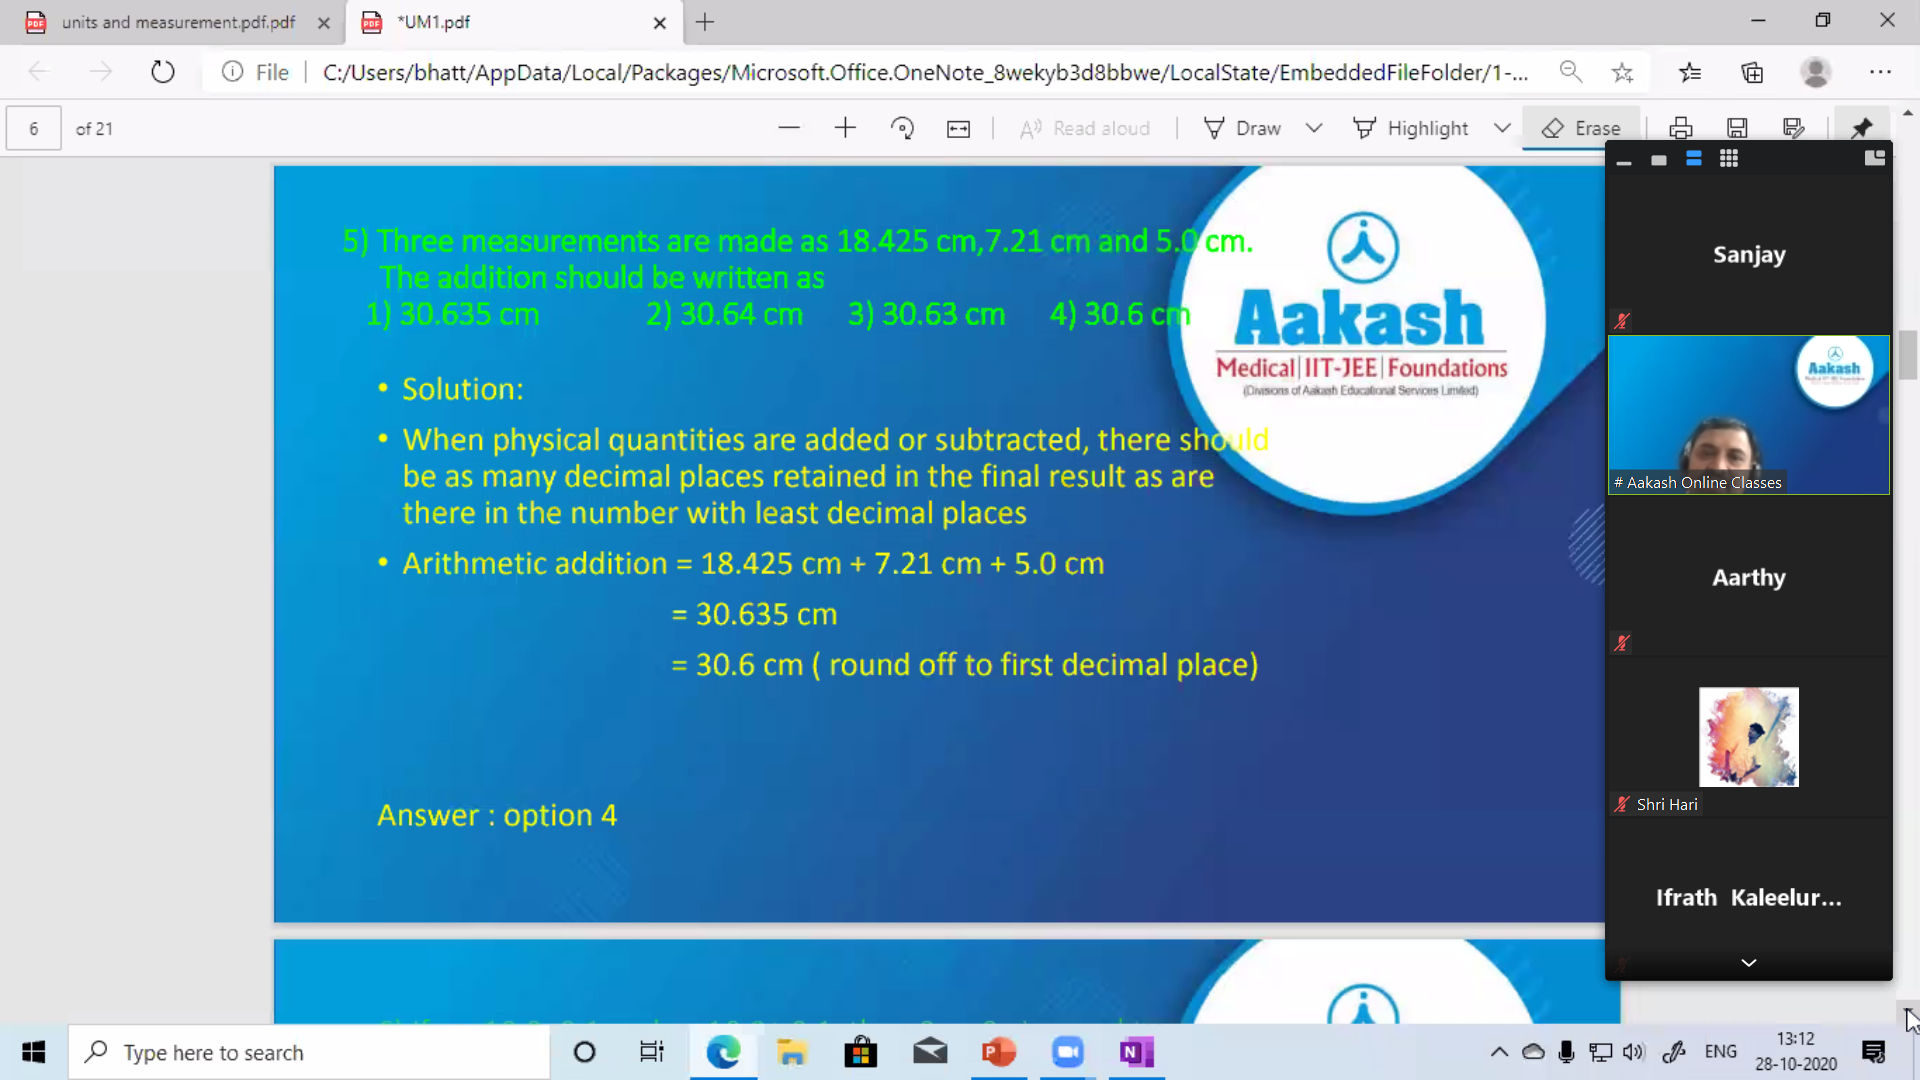 units and measurement.pdf.pdf
*UM1.pdf
File
C:/Users/bhatt/AppData/Local/Packages/Microsoft.Office.OneNote_8wekyb3d8bbwe/LocalState/EmbeddedFileFolder/1-...
6 of 21
Read aloud
Draw
Highlight
Erase
5) Three measurements are made as 18.425 cm,7.21 cm and 5.0 cm.
The addition should be written as
1) 30.635 cm 2) 30.64 cm 3) 30.63 cm 4) 30.6 cm
Aakash
Medical|IIT-JEE|Foundations
(Divisions of Aakash Educational Services Limited)
• Solution:
• When physical quantities are added or subtracted, there should
be as many decimal places retained in the final result as are
there in the number with least decimal places
• Arithmetic addition = 18.425 cm + 7.21 cm + 5.0 cm
= 30.635 cm
= 30.6 cm ( round off to first decimal place)
Answer : option 4
Sanjay
Aakash
# Aakash Online Classes
Aarthy
Shri Hari
Ifrath Kaleelur...
Type here to search
ENG
13:12
28-10-2020